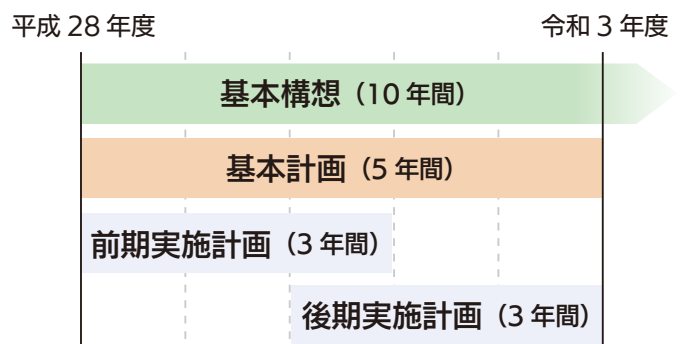 平成 28 年度 令和 3 年度
基本構想（10 年間）
基本計画（5 年間）
前期実施計画（3 年間）
後期実施計画（3 年間）